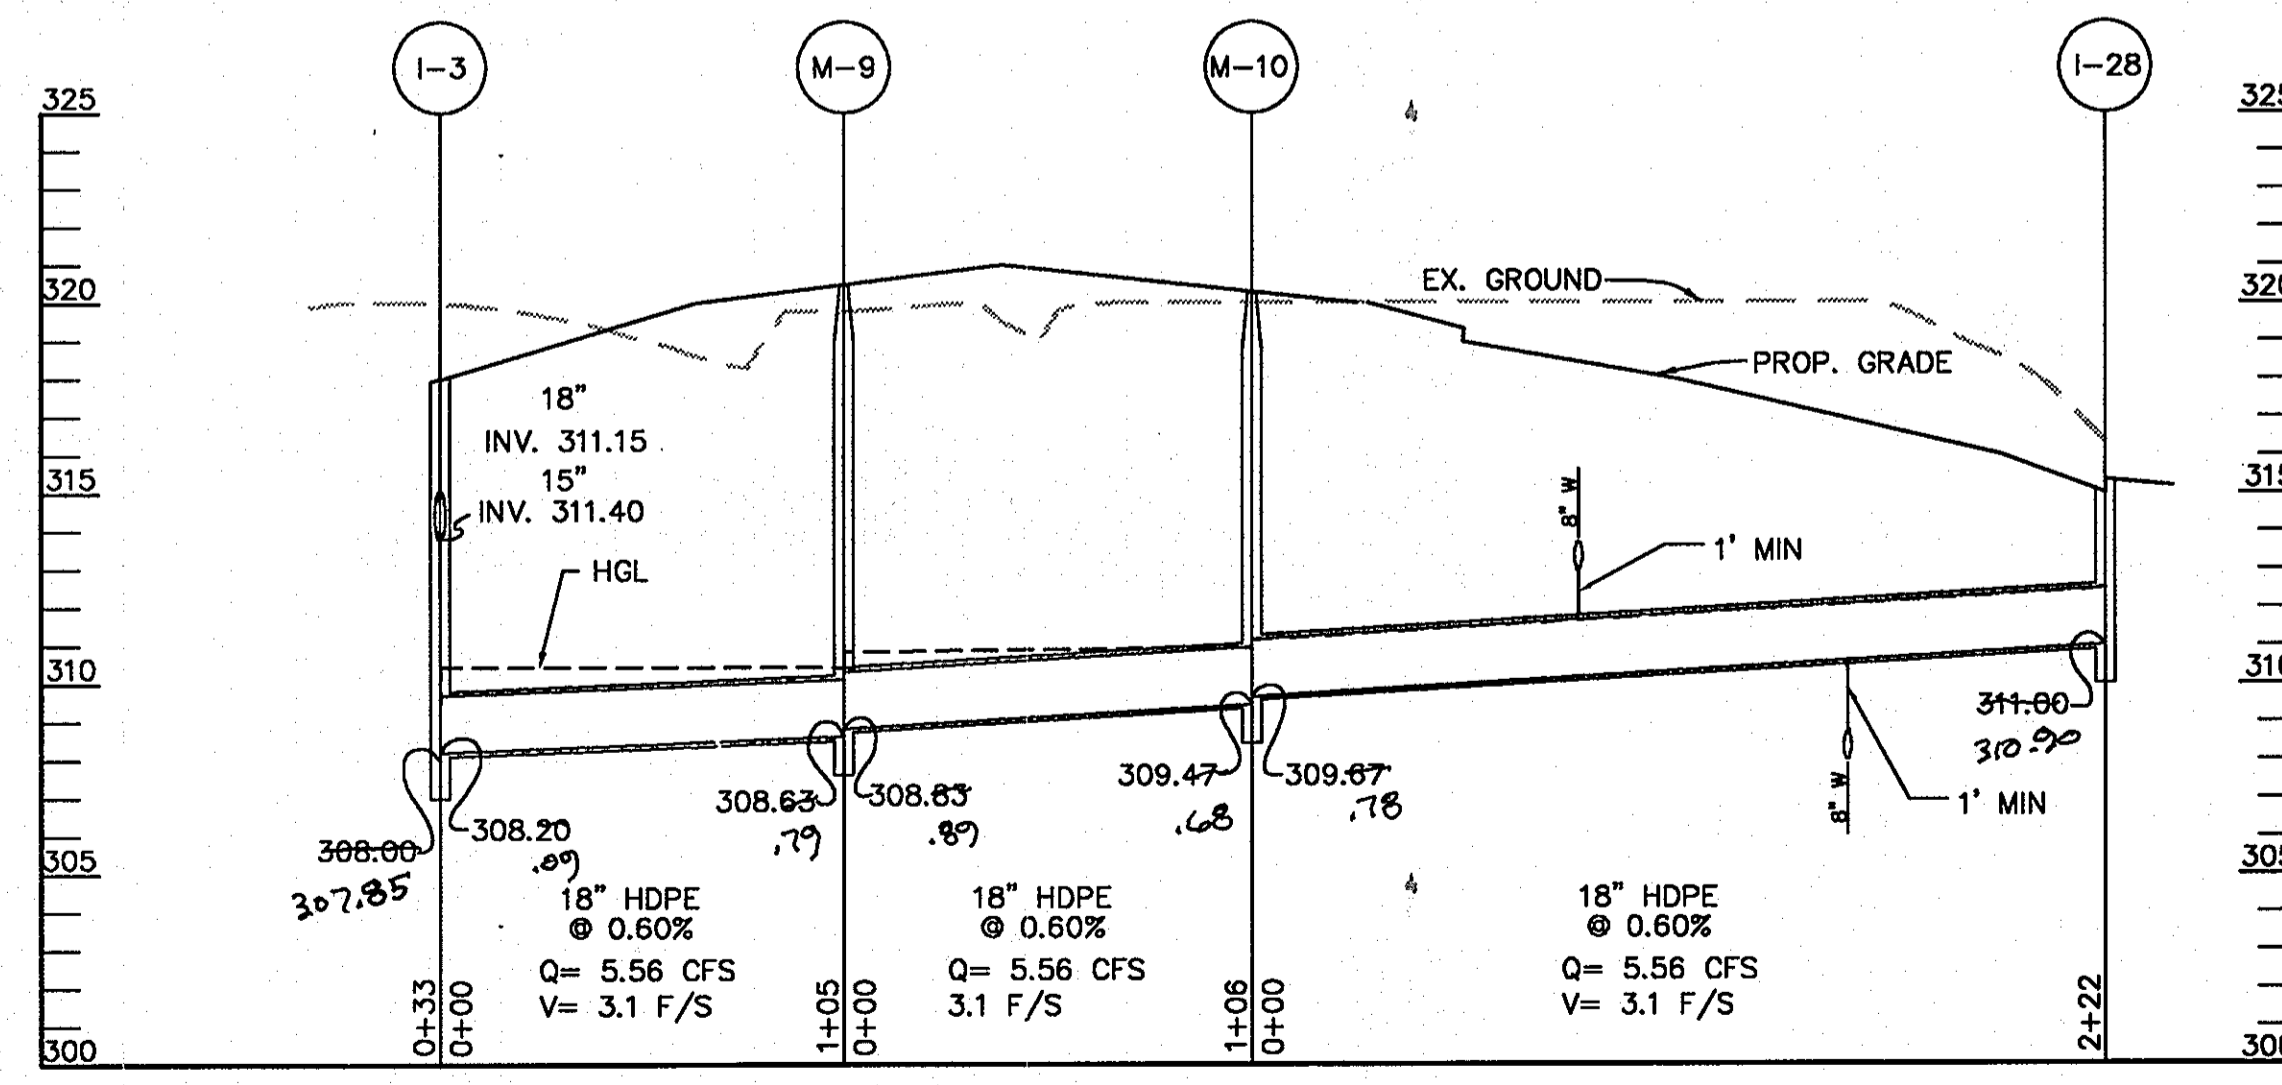 I-3
M-9
M-10
I-28
325
325
320
320
315
315
310
310
305
305
300
300
EX. GROUND
PROP. GRADE
18"
INV. 311.15
15"
INV. 311.40
HGL
8" W
1' MIN
8" W
1' MIN
308.00
307.85
308.20
.09
308.63
.79
308.83
.89
309.47
.68
309.67
.78
311.00
310.90
18" HDPE
@ 0.60%
Q= 5.56 CFS
V= 3.1 F/S
18" HDPE
@ 0.60%
Q= 5.56 CFS
3.1 F/S
18" HDPE
@ 0.60%
Q= 5.56 CFS
V= 3.1 F/S
0+33
0+00
1+05
0+00
1+06
0+00
2+22